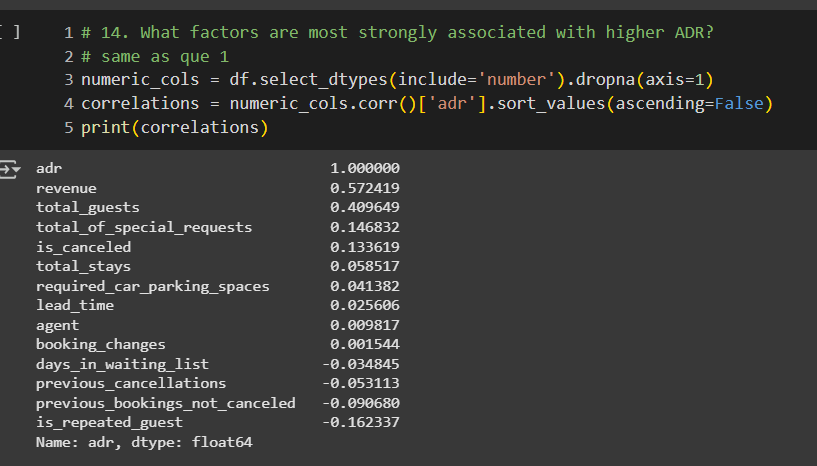 [ ] 1 # 14. What factors are most strongly associated with higher ADR?
2 # same as que 1
3 numeric_cols = df.select_dtypes(include='number').dropna(axis=1)
4 correlations = numeric_cols.corr()['adr'].sort_values(ascending=False)
5 print(correlations)
adr 1.000000
revenue 0.572419
total_guests 0.409649
total_of_special_requests 0.146832
is_canceled 0.133619
total_stays 0.058517
required_car_parking_spaces 0.041382
lead_time 0.025606
agent 0.009817
booking_changes 0.001544
days_in_waiting_list -0.034845
previous_cancellations -0.053113
previous_bookings_not_canceled -0.090680
is_repeated_guest -0.162337
Name: adr, dtype: float64